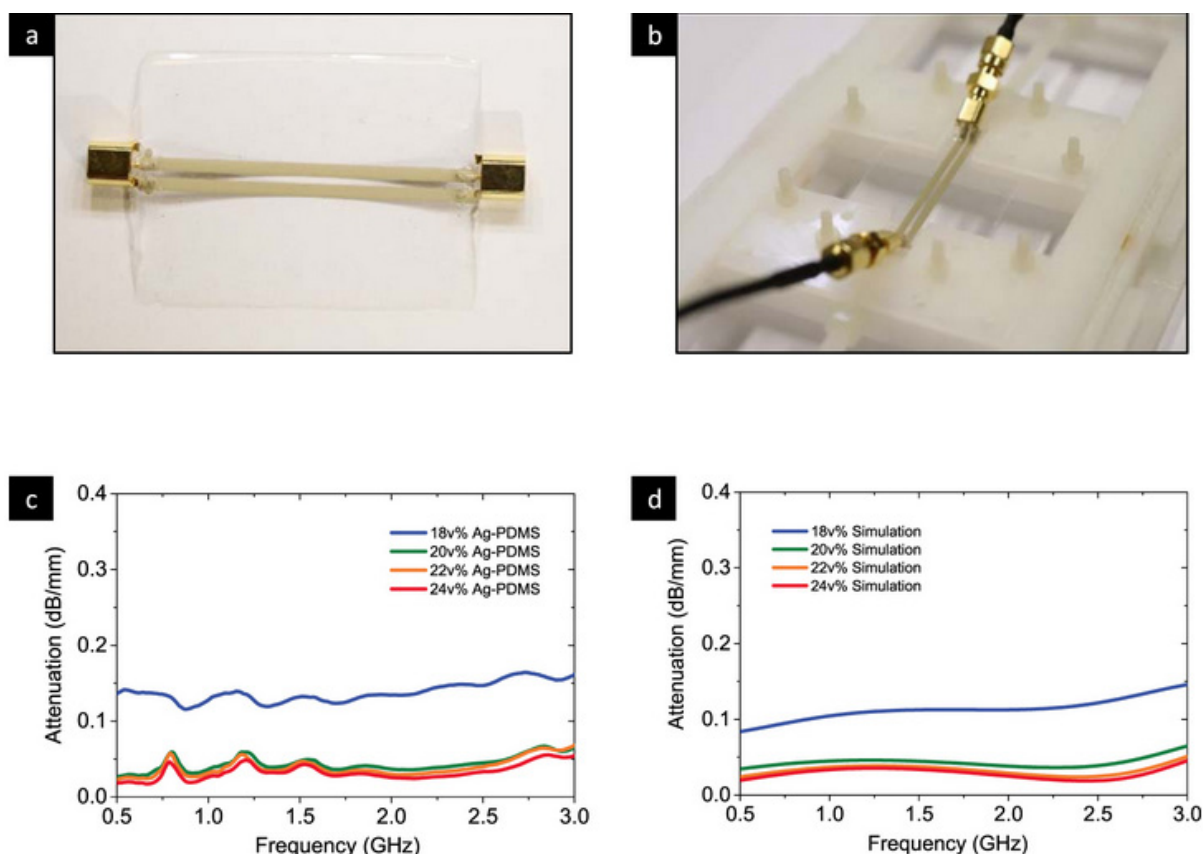 a
b
c
0.4
0.3
0.2
0.1
0.0
Attenuation (dB/mm)
18v% Ag-PDMS
20v% Ag-PDMS
22v% Ag-PDMS
24v% Ag-PDMS
0.5 1.0 1.5 2.0 2.5 3.0
Frequency (GHz)
d
0.4
0.3
0.2
0.1
0.0
Attenuation (dB/mm)
18v% Simulation
20v% Simulation
22v% Simulation
24v% Simulation
0.5 1.0 1.5 2.0 2.5 3.0
Frequency (GHz)